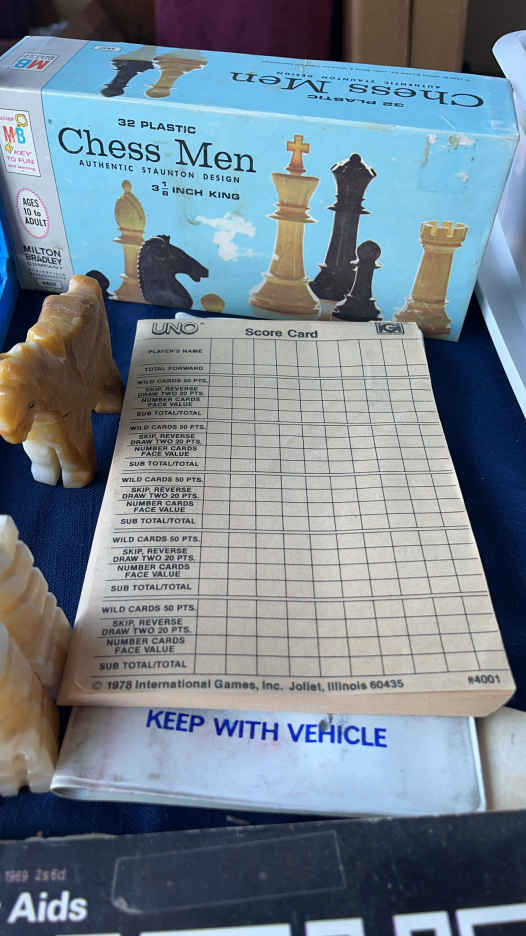 MB
32 PLASTIC
Chess Men
AUTHENTIC STAUNTON DESIGN
MB
KEY
TO FUN
and learning
32 PLASTIC
Chess Men
AUTHENTIC STAUNTON DESIGN
3 1/8 INCH KING
AGES
10 to
ADULT
MILTON
BRADLEY
COMPANY
UNO™
Score Card
IGI
PLAYER'S NAME
TOTAL FORWARD
WILD CARDS 50 PTS.
SKIP, REVERSE
DRAW TWO 20 PTS.
NUMBER CARDS
FACE VALUE
SUB TOTAL/TOTAL
WILD CARDS 50 PTS.
SKIP, REVERSE
DRAW TWO 20 PTS.
NUMBER CARDS
FACE VALUE
SUB TOTAL/TOTAL
WILD CARDS 50 PTS.
SKIP, REVERSE
DRAW TWO 20 PTS.
NUMBER CARDS
FACE VALUE
SUB TOTAL/TOTAL
WILD CARDS 50 PTS.
SKIP, REVERSE
DRAW TWO 20 PTS.
NUMBER CARDS
FACE VALUE
SUB TOTAL/TOTAL
WILD CARDS 50 PTS.
SKIP, REVERSE
DRAW TWO 20 PTS.
NUMBER CARDS
FACE VALUE
SUB TOTAL/TOTAL
© 1978 International Games, Inc. Joliet, Illinois 60435 #4001
KEEP WITH VEHICLE
1969 2s6d
Aids